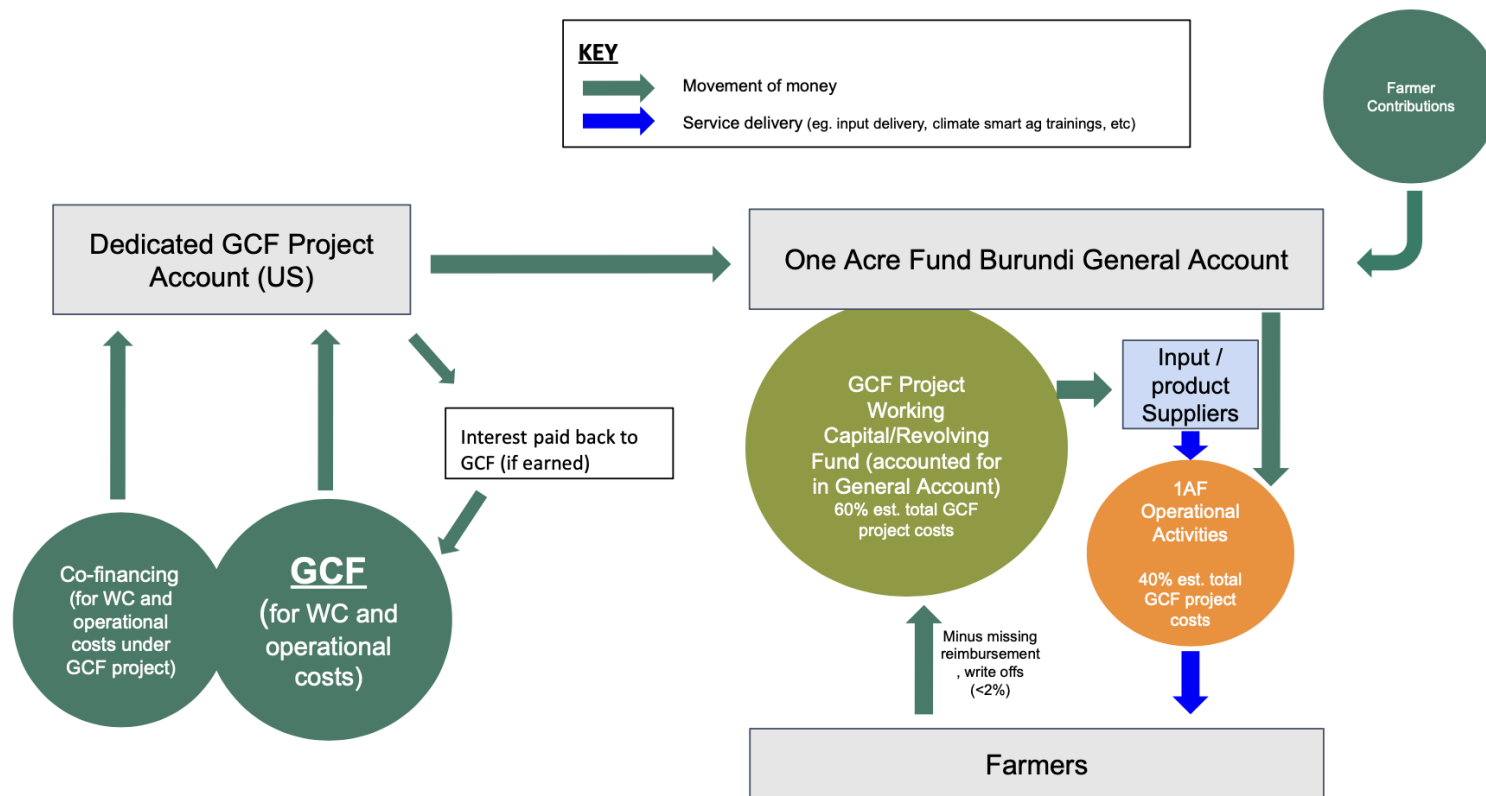 KEY
Movement of money
Service delivery (eg. input delivery, climate smart ag trainings, etc)
Farmer
Contributions
Dedicated GCF Project
Account (US)
One Acre Fund Burundi General Account
Interest paid back to
GCF (if earned)
Co-financing
(for WC and
operational
costs under
GCF project)
GCF
(for WC and
operational
costs)
GCF Project
Working
Capital/Revolving
Fund (accounted for
in General Account)
60% est. total GCF
project costs
Input /
product
Suppliers
1AF
Operational
Activities
40% est. total
GCF project
costs
Minus missing
reimbursement
, write offs
(<2%)
Farmers